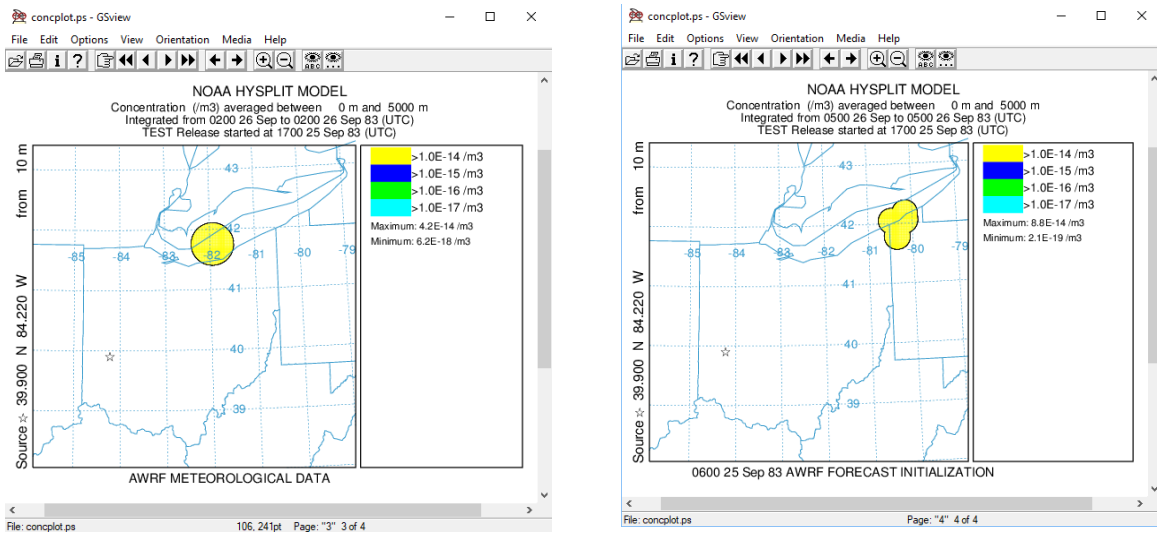 concplot.ps - GSview
File Edit Options View Orientation Media Help
NOAA HYSPLIT MODEL
Concentration (/m3) averaged between 0 m and 5000 m
Integrated from 0200 26 Sep to 0200 26 Sep 83 (UTC)
TEST Release started at 1700 25 Sep 83 (UTC)
Source ☆ 39.900 N 84.220 W from 10 m
43
42
-85 -84 -83 -82 -81 -80 -79
41
40
39
>1.0E-14 /m3
>1.0E-15 /m3
>1.0E-16 /m3
>1.0E-17 /m3
Maximum: 4.2E-14 /m3
Minimum: 6.2E-18 /m3
AWRF METEOROLOGICAL DATA
File: concplot.ps 106, 241pt Page: "3" 3 of 4
concplot.ps - GSview
File Edit Options View Orientation Media Help
NOAA HYSPLIT MODEL
Concentration (/m3) averaged between 0 m and 5000 m
Integrated from 0500 26 Sep to 0500 26 Sep 83 (UTC)
TEST Release started at 1700 25 Sep 83 (UTC)
Source ☆ 39.900 N 84.220 W from 10 m
43
42
-85 -84 -83 -82 -81 -80 -79
41
40
39
>1.0E-14 /m3
>1.0E-15 /m3
>1.0E-16 /m3
>1.0E-17 /m3
Maximum: 8.8E-14 /m3
Minimum: 2.1E-19 /m3
0600 25 Sep 83 AWRF FORECAST INITIALIZATION
File: concplot.ps Page: "4" 4 of 4